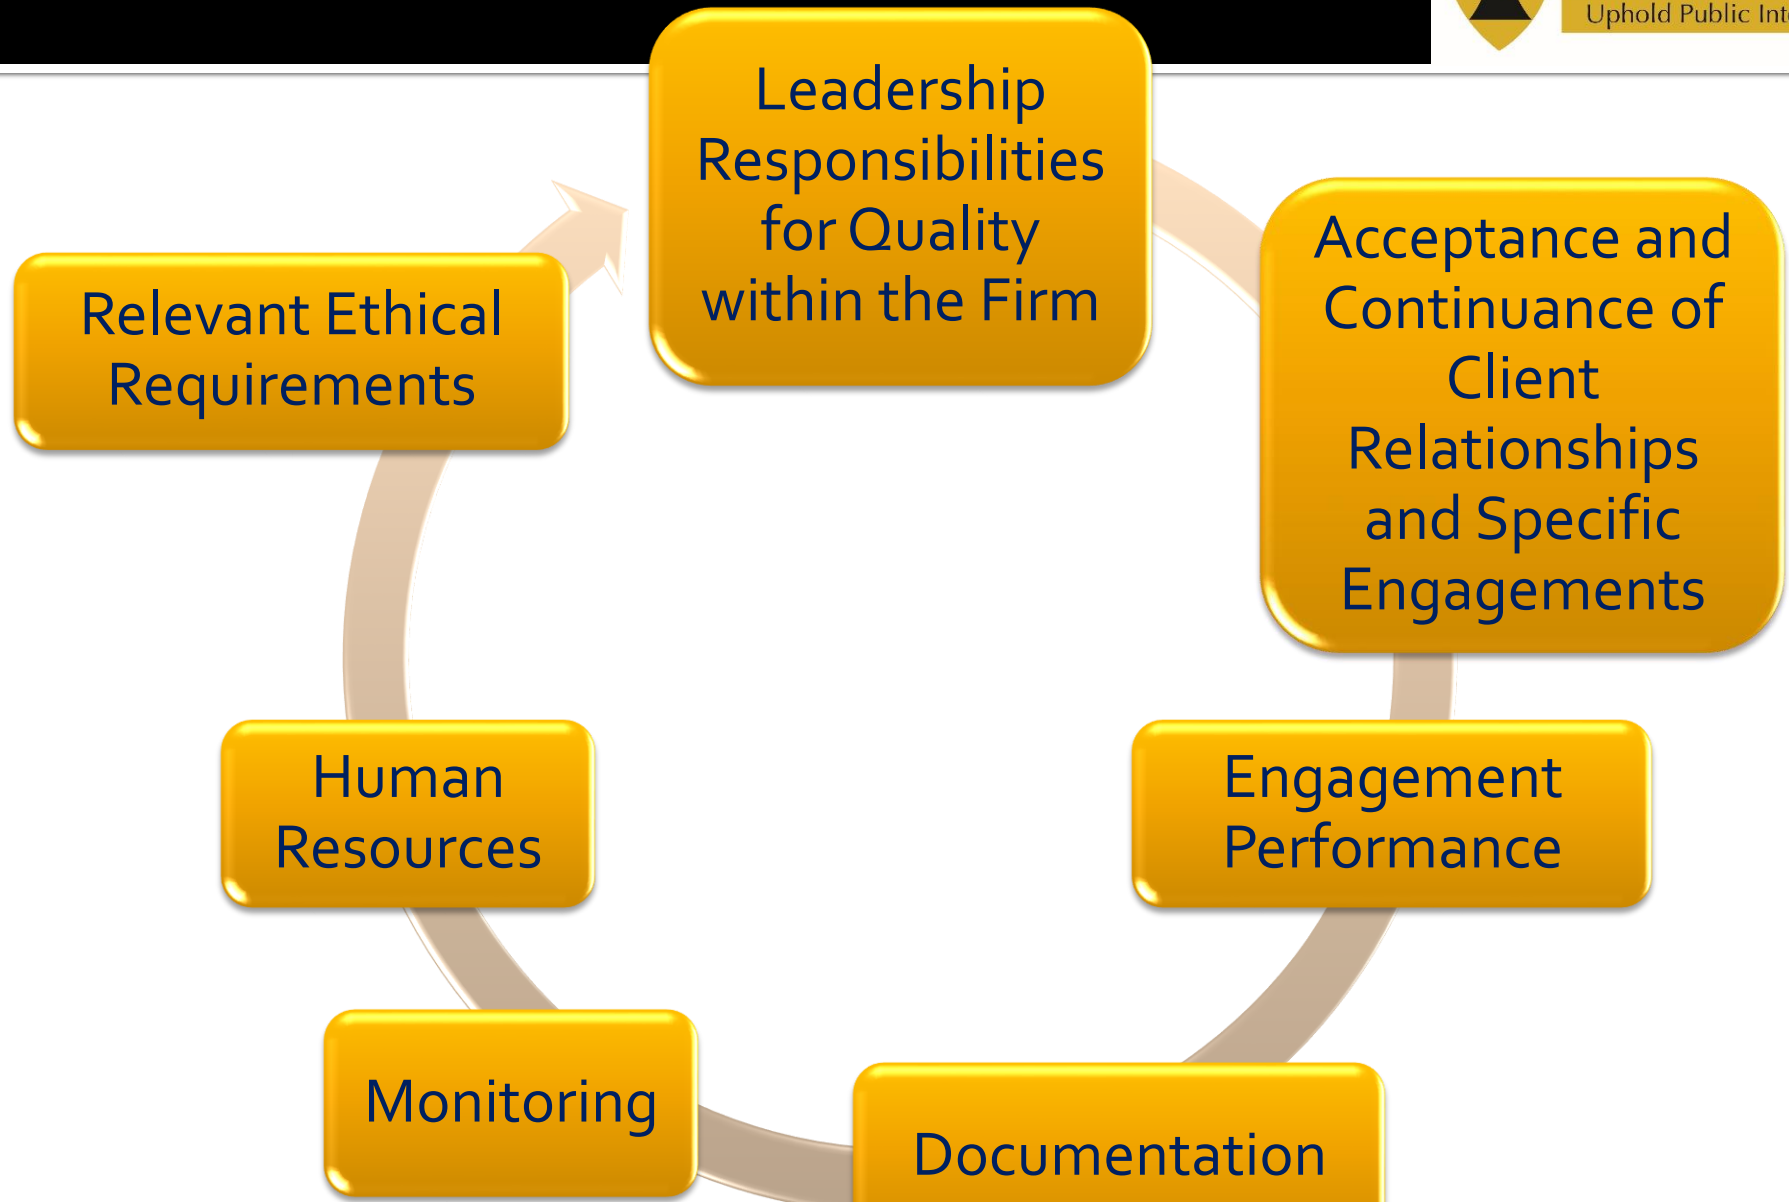 Uphold Public
Leadership
Responsibilities
for Quality
within the Firm
Acceptance and
Continuance of
Client
Relationships
and Specific
Engagements
Engagement
Performance
Documentation
Monitoring
Human
Resources
Relevant Ethical
Requirements